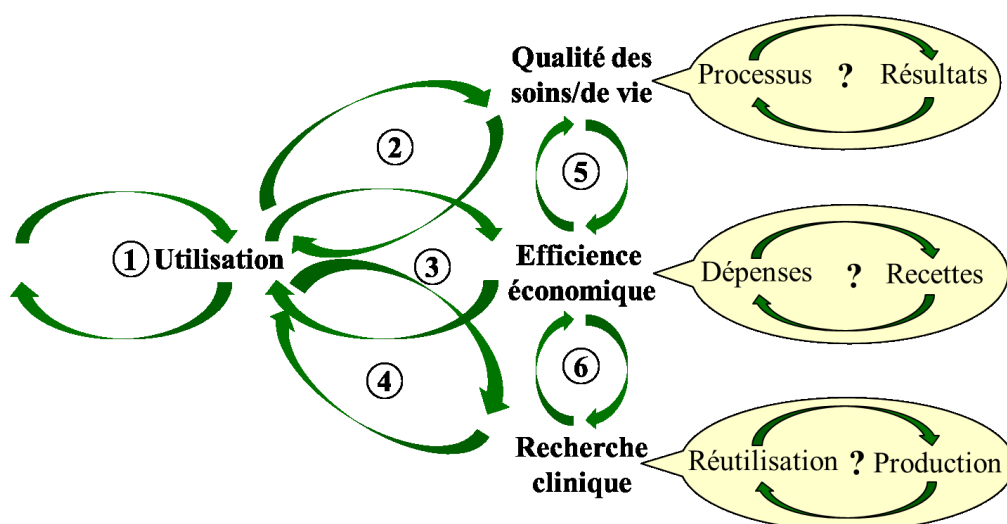 Qualité des
soins/de vie
Processus ? Résultats
②
⑤
① Utilisation
③
Efficience
économique
Dépenses ? Recettes
④
⑥
Recherche
clinique
Réutilisation ? Production